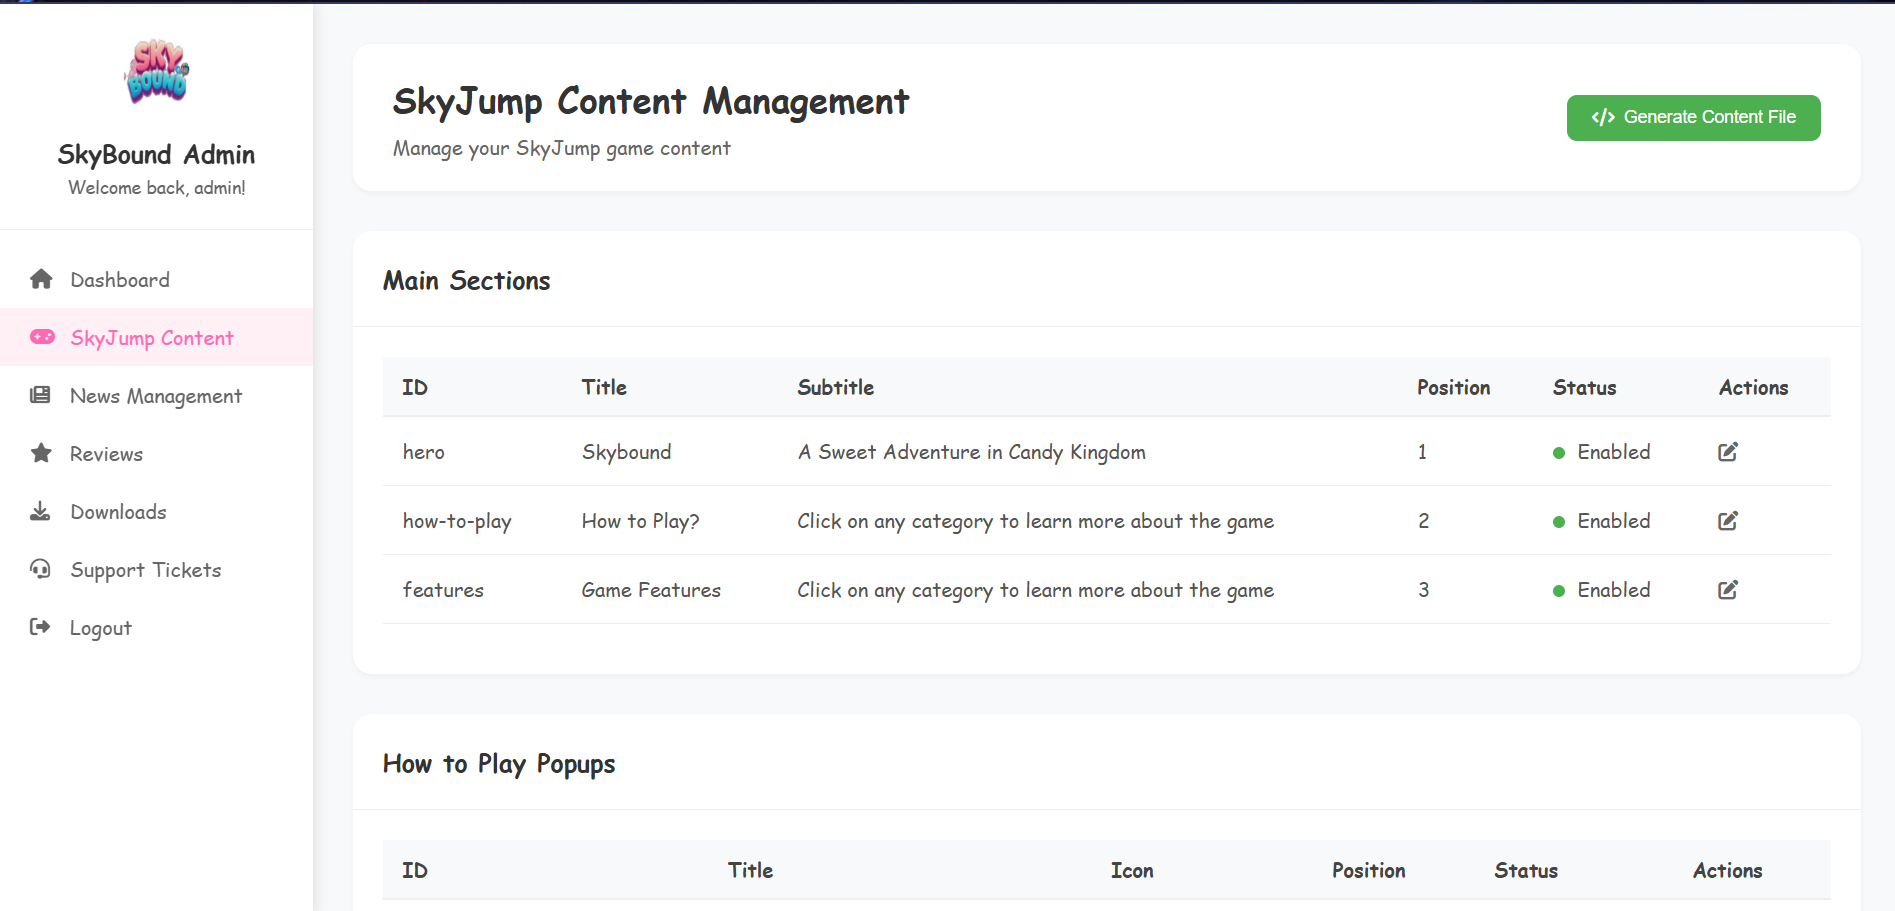 SKY
BOUND
SkyBound Admin
Welcome back, admin!
Dashboard
SkyJump Content
News Management
Reviews
Downloads
Support Tickets
Logout
SkyJump Content Management
Manage your SkyJump game content
Generate Content File
Main Sections
ID Title Subtitle Position Status Actions
hero Skybound A Sweet Adventure in Candy Kingdom 1 Enabled
how-to-play How to Play? Click on any category to learn more about the game 2 Enabled
features Game Features Click on any category to learn more about the game 3 Enabled
How to Play Popups
ID Title Icon Position Status Actions